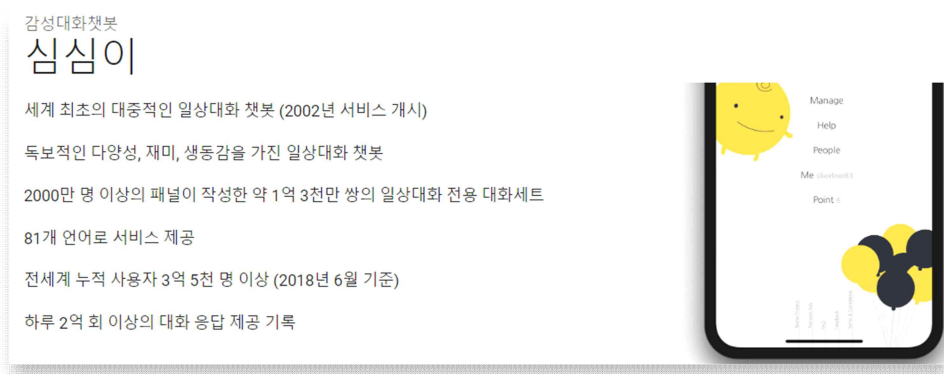 감성대화챗봇
심심이
세계 최초의 대중적인 일상대화 챗봇 (2002년 서비스 개시)
독보적인 다양성, 재미, 생동감을 가진 일상대화 챗봇
2000만 명 이상의 패널이 작성한 약 1억 3천만 쌍의 일상대화 전용 대화세트
81개 언어로 서비스 제공
전세계 누적 사용자 3억 5천 명 이상 (2018년 6월 기준)
하루 2억 회 이상의 대화 응답 제공 기록
Manage
Help
People
Me
Point 6